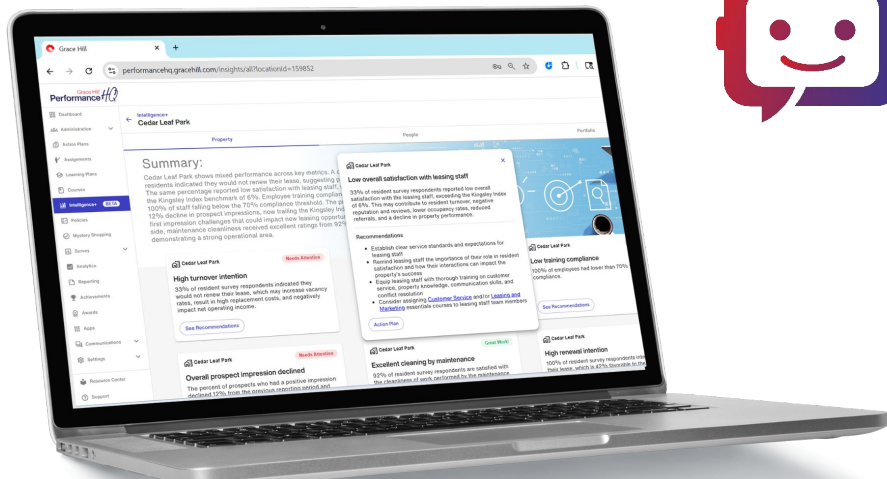 Grace Hill
performancehq.gracehill.com/insights/all?locationId=159852
Grace Hill
PerformanceHQ
Dashboard
Administration
Action Plans
Assignments
Learning Plans
Courses
Intelligence+ BETA
Policies
Mystery Shopping
Survey
Analytics
Reporting
Achievements
Awards
Apps
Communications
Settings
Resource Center
Support
Intelligence+
Cedar Leaf Park
Property
People
Portfolio
Summary:
Cedar Leaf Park shows mixed performance across key metrics. A
residents indicated they would not renew their lease, suggesting
The same percentage reported low satisfaction with leasing staff,
the Kingsley Index benchmark of 6%. Employee training complian
100% of staff falling below the 70% compliance threshold. The
12% decline in prospect impressions, now trailing the Kingsley Ind
first impression challenges that could impact new leasing opportu
side, maintenance cleanliness received excellent ratings from 92%
demonstrating a strong operational area.
Cedar Leaf Park
Needs Attention
High turnover intention
33% of resident survey respondents indicated they
would not renew their lease, which may increase vacancy
rates, result in high replacement costs, and negatively
impact net operating income.
See Recommendations
Cedar Leaf Park
Needs Attention
Overall prospect impression declined
The percent of prospects who had a positive impression
declined 12% from the previous reporting period and
Cedar Leaf Park
Low overall satisfaction with leasing staff
33% of resident survey respondents reported low overall
satisfaction with the leasing staff, exceeding the Kingsley Index
of 6%. This may contribute to resident turnover, negative
reputation and reviews, lower occupancy rates, reduced
referrals, and a decline in property performance.
Recommendations
Establish clear service standards and expectations for
leasing staff
Remind leasing staff the importance of their role in resident
satisfaction and how their interactions can impact the
property's success
Equip leasing staff with thorough training on customer
service, property knowledge, communication skills, and
conflict resolution
Consider assigning Customer Service and/or Leasing and
Marketing essentials courses to leasing staff team members
Action Plan
Cedar Leaf Park
Great Work!
Excellent cleaning by maintenance
92% of resident survey respondents are satisfied with
the cleanliness of work performed by the maintenance
Cedar Leaf Park
Low training compliance
100% of employees had lower than 70%
compliance.
See Recommendations
Cedar Leaf Park
High renewal intention
100% of resident survey respondents inte
their lease, which is 42% favorable to the